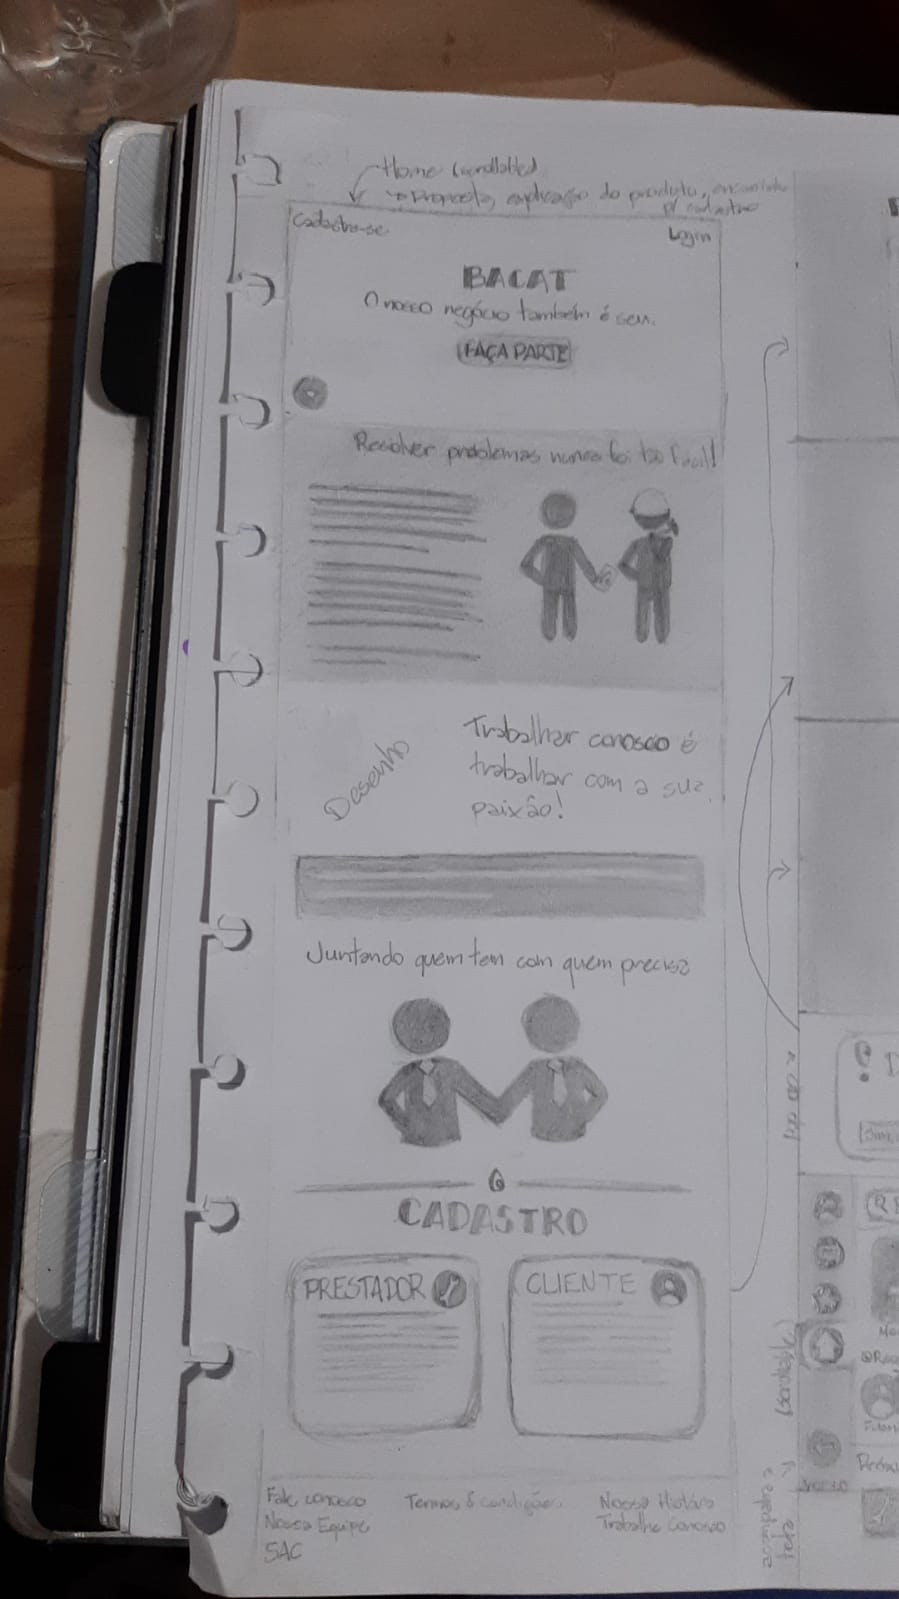 Home (scrollable)
→ Proposta, explicação do produto, encaminha
p/ cadastro
Cadastre-se
Login
BACAT
O nosso negócio também é seu.
FAÇA PARTE
Resolver problemas nunca foi tão fácil!
Desenho
Trabalhar conosco é
trabalhar com a sua
paixão!
Juntando quem tem com quem precisa
CADASTRO
PRESTADOR
CLIENTE
Fale conosco
Nossa Equipe
SAC
Termos & condições
Nossa História
Trabalhe Conosco